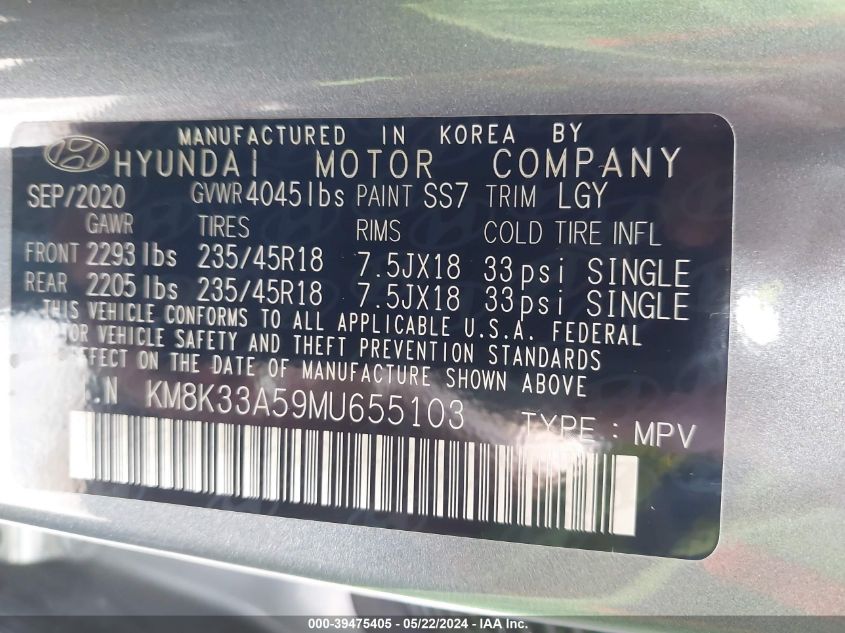 MANUFACTURED IN KOREA BY
HYUNDAI MOTOR COMPANY
SEP/2020 GVWR 4045lbs PAINT SS7 TRIM LGY
GAWR TIRES RIMS COLD TIRE INFL
FRONT 2293lbs 235/45R18 7.5JX18 33psi SINGLE
REAR 2205lbs 235/45R18 7.5JX18 33psi SINGLE
THIS VEHICLE CONFORMS TO ALL APPLICABLE U.S.A. FEDERAL
MOTOR VEHICLE SAFETY AND THEFT PREVENTION STANDARDS
EFFECT ON THE DATE OF MANUFACTURE SHOWN ABOVE
.N KM8K33A59MU655103 TYPE : MPV
000-39475405 - 05/22/2024 - IAA Inc.